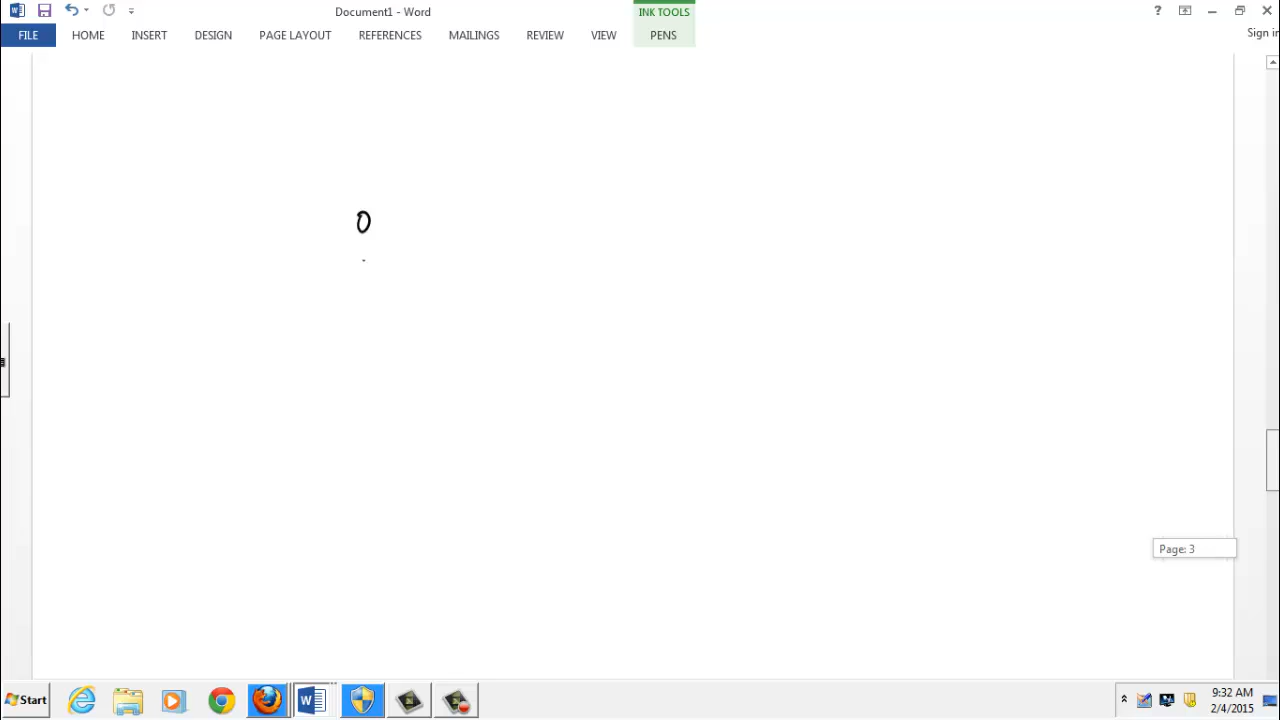 Document1 - Word
INK TOOLS
?
FILE
HOME
INSERT
DESIGN
PAGE LAYOUT
REFERENCES
MAILINGS
REVIEW
VIEW
PENS
Sign in
0
Page: 3
Start
9:32 AM
2/4/2015